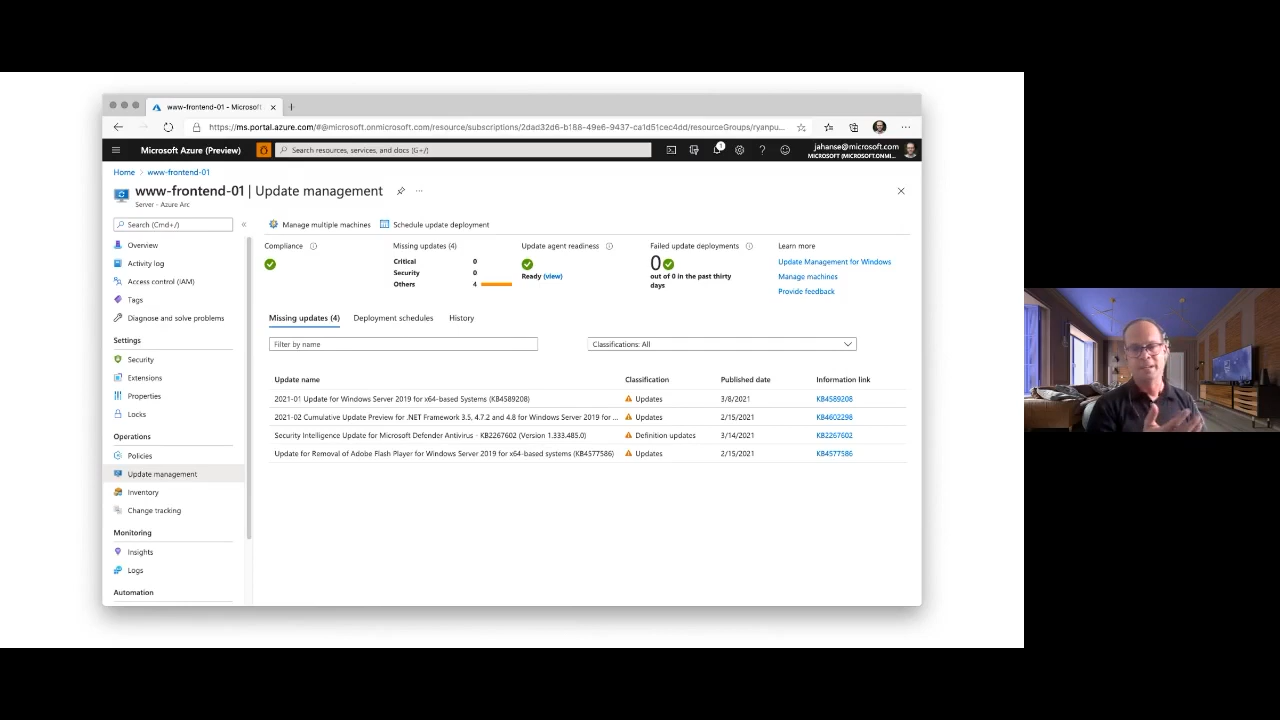 www-frontend-01 - Microsoft
https://ms.portal.azure.com/#@microsoft.onmicrosoft.com/resource/subscriptions/2dad32d6-b188-49e6-9437-ca1d51cec4dd/resourceGroups/ryanpu...
Microsoft Azure (Preview)
Search resources, services, and docs (G+/)
1
jahanse@microsoft.com
MICROSOFT (MICROSOFT.ONMI...
Home > www-frontend-01
www-frontend-01 | Update management
Server - Azure Arc
Search (Cmd+/)
Overview
Activity log
Access control (IAM)
Tags
Diagnose and solve problems
Settings
Security
Extensions
Properties
Locks
Operations
Policies
Update management
Inventory
Change tracking
Monitoring
Insights
Logs
Automation
Manage multiple machines
Schedule update deployment
Compliance
Missing updates (4)
Critical 0
Security 0
Others 4
Update agent readiness
Ready (view)
Failed update deployments
0
out of 0 in the past thirty
days
Learn more
Update Management for Windows
Manage machines
Provide feedback
Missing updates (4) Deployment schedules History
Filter by name
Classifications: All
Update name Classification Published date Information link
2021-01 Update for Windows Server 2019 for x64-based Systems (KB4589208) Updates 3/8/2021 KB4589208
2021-02 Cumulative Update Preview for .NET Framework 3.5, 4.7.2 and 4.8 for Windows Server 2019 for ... Updates 2/15/2021 KB4602298
Security Intelligence Update for Microsoft Defender Antivirus - KB2267602 (Version 1.333.485.0) Definition updates 3/14/2021 KB2267602
Update for Removal of Adobe Flash Player for Windows Server 2019 for x64-based systems (KB4577586) Updates 2/15/2021 KB4577586